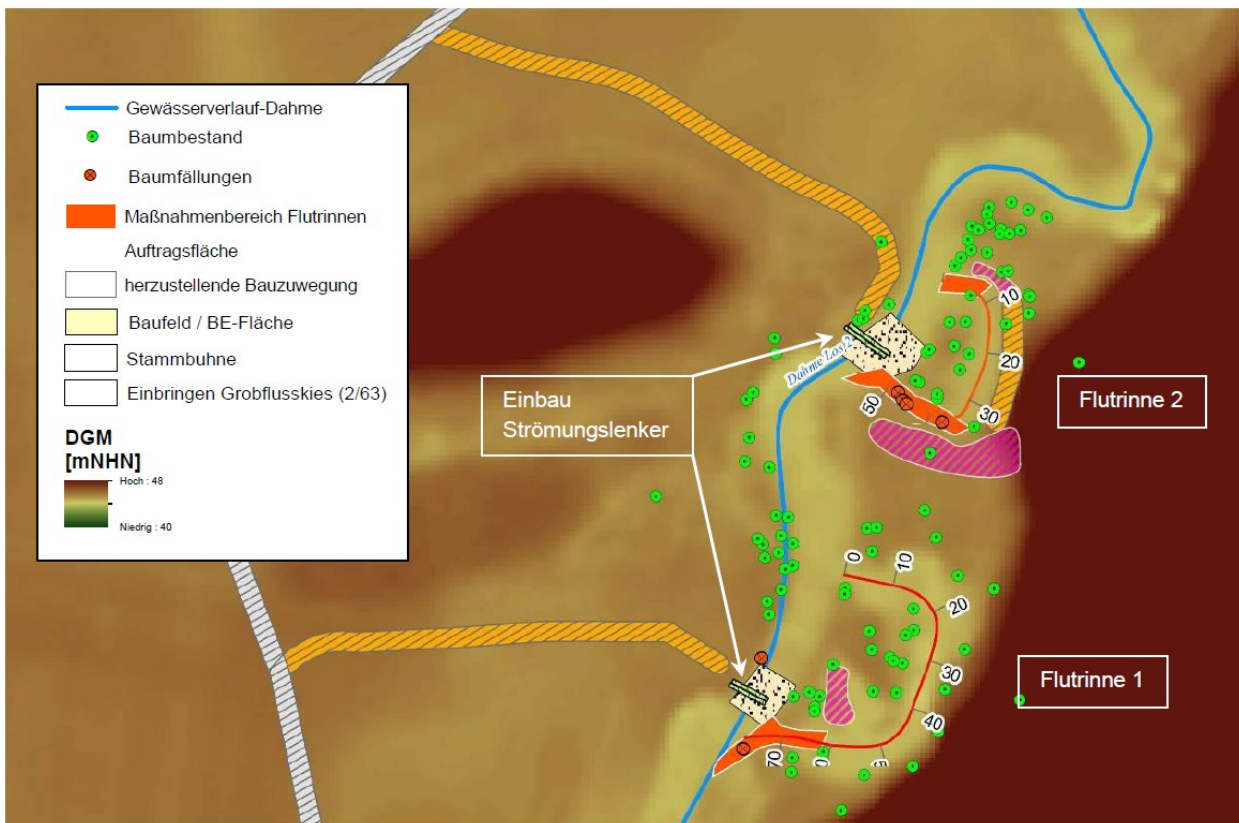 Gewässerverlauf-Dahme
Baumbestand
Baumfällungen
Maßnahmenbereich Flutrinnen
Auftragsfläche
herzustellende Bauzuwegung
Baufeld / BE-Fläche
Stammbuhne
Einbringen Grobflusskies (2/63)
DGM
[mNHN]
Hoch : 48
Niedrig : 40
Einbau
Strömungslenker
Dahme Los 2
10
20
30
50
Flutrinne 2
0
10
20
30
40
70
0
Flutrinne 1